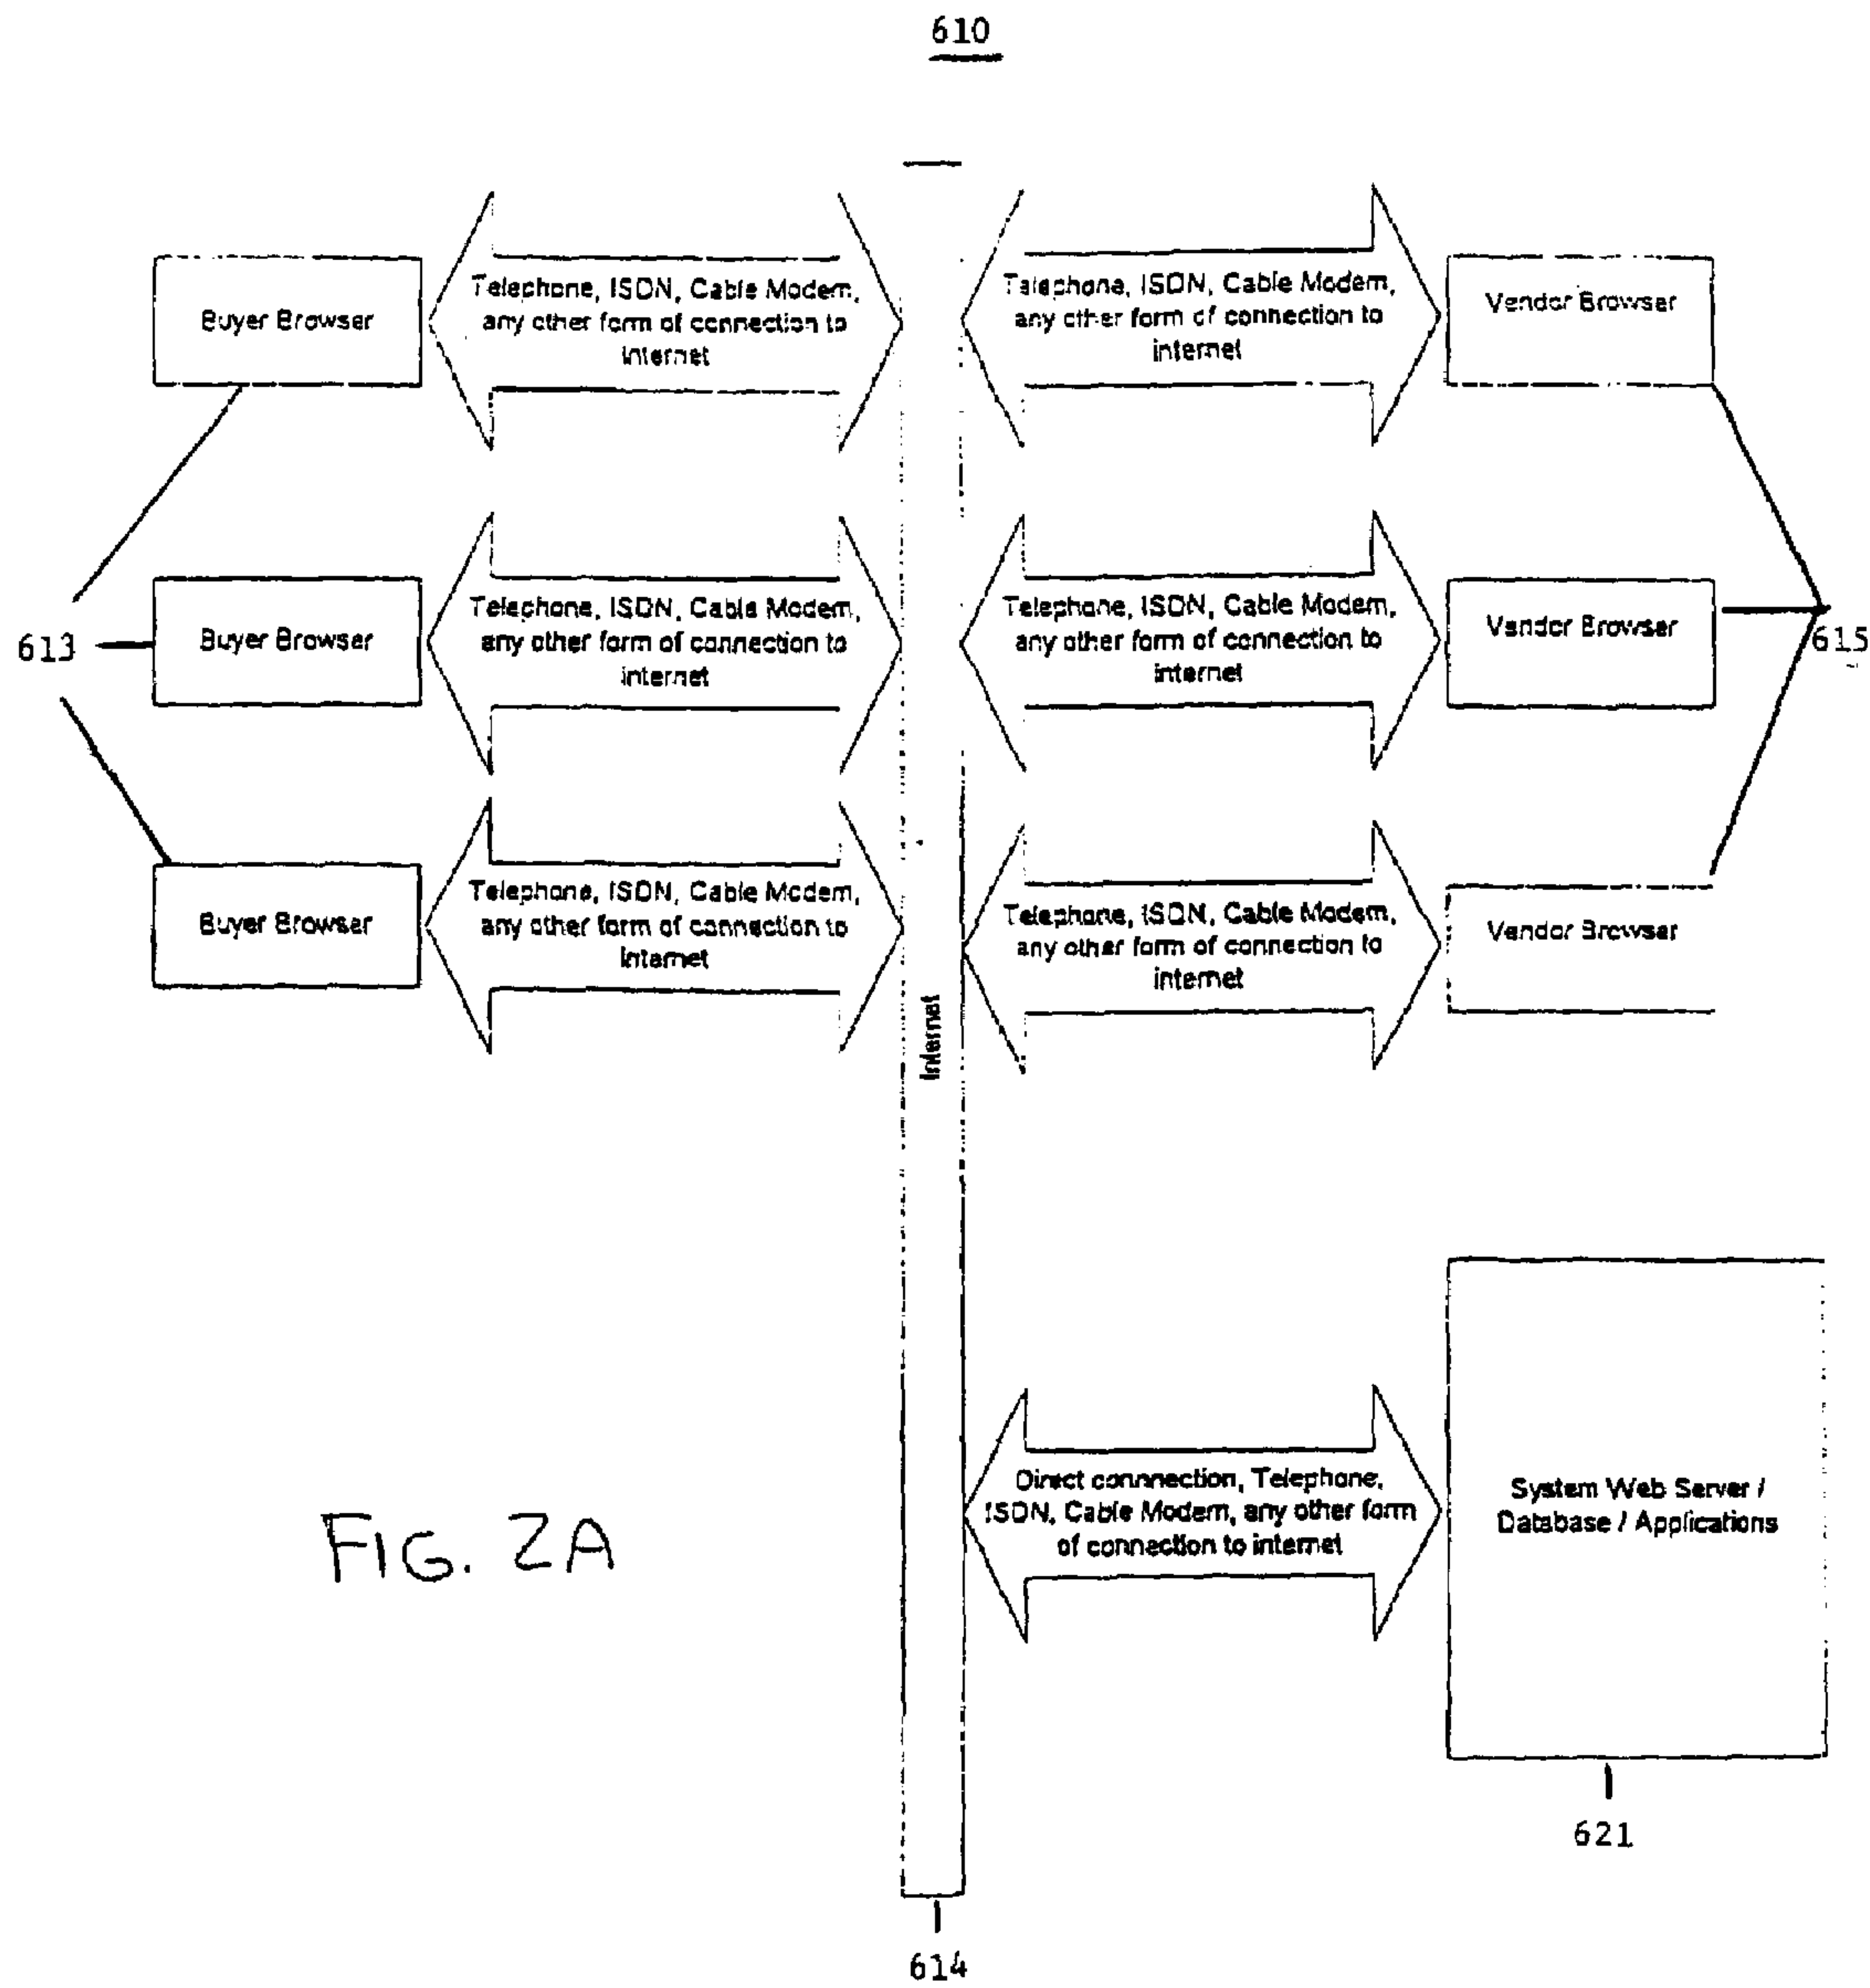 610
Buyer Browser
Telephone, ISDN, Cable Modem,
any other form of connection to
internet
Telephone, ISDN, Cable Modem,
any other form of connection to
internet
Vendor Browser
613
Buyer Browser
Telephone, ISDN, Cable Modem,
any other form of connection to
internet
Telephone, ISDN, Cable Modem,
any other form of connection to
internet
Vendor Browser
615
Buyer Browser
Telephone, ISDN, Cable Modem,
any other form of connection to
internet
Telephone, ISDN, Cable Modem,
any other form of connection to
internet
Vendor Browser
Internet
Direct connnection, Telephone,
ISDN, Cable Modem, any other form
of connection to internet
System Web Server /
Database / Applications
FIG. 2A
621
614